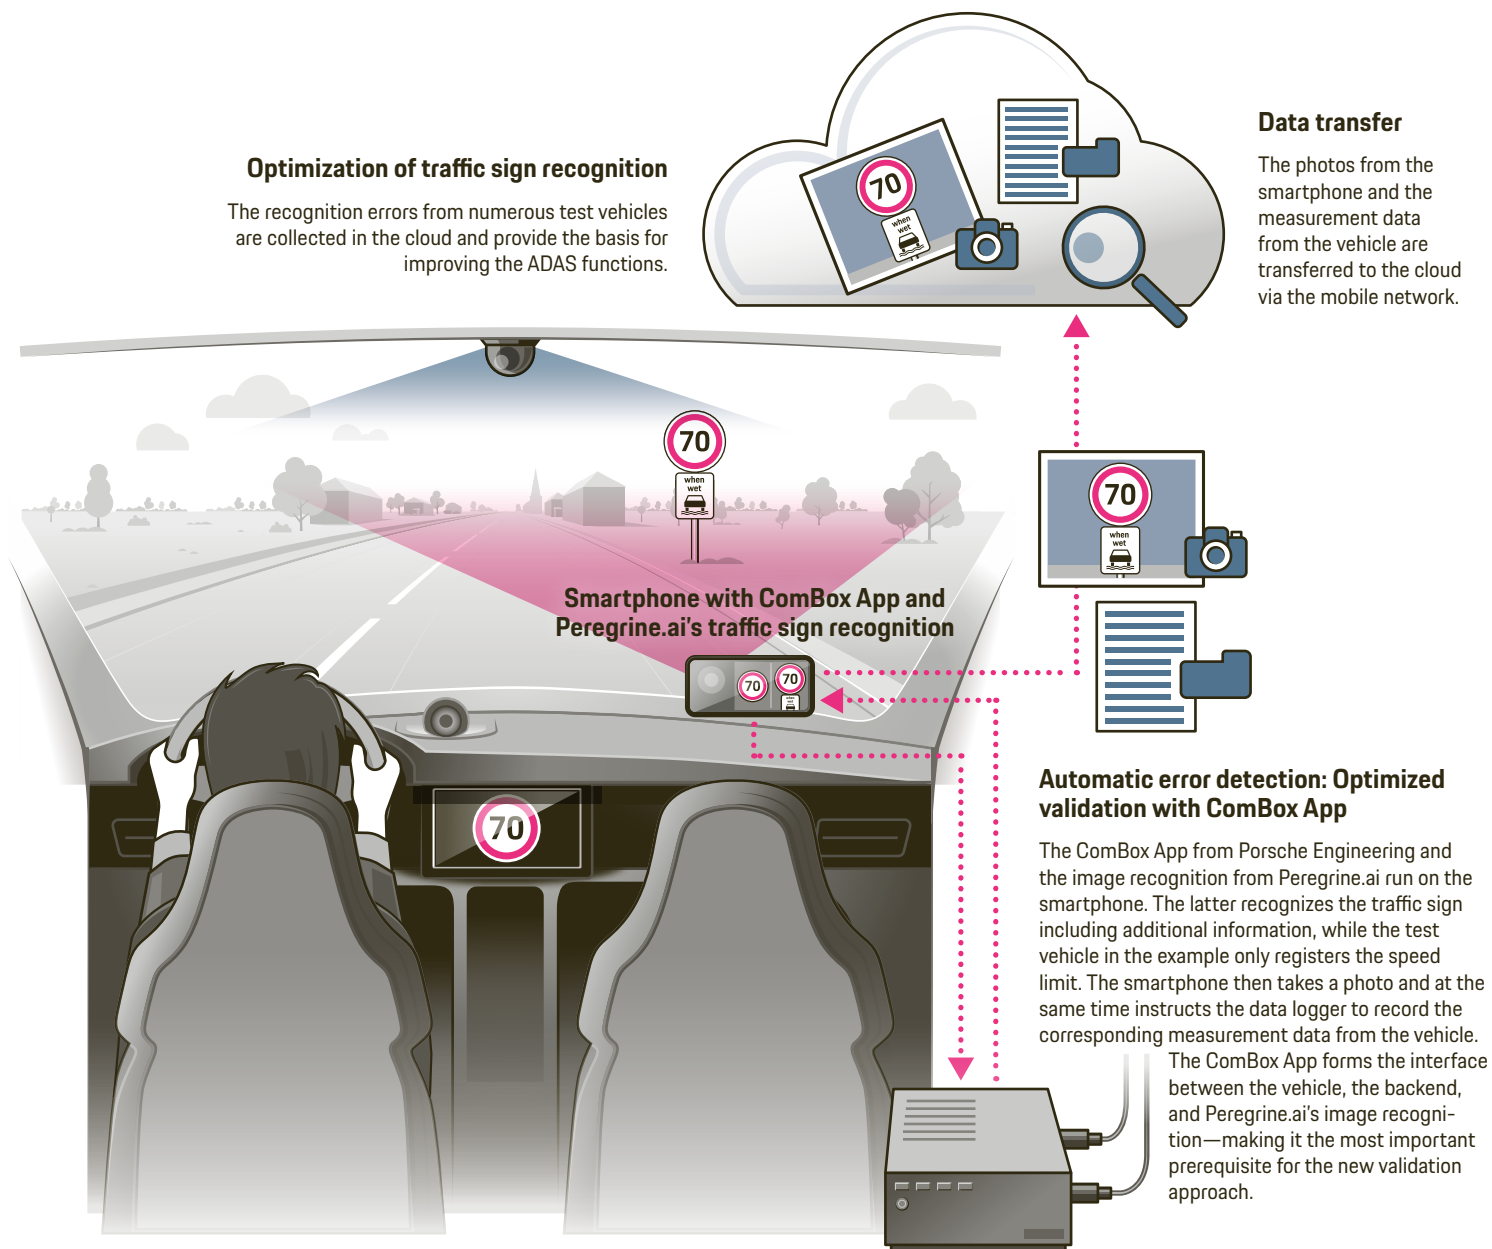 Optimization of traffic sign recognition
The recognition errors from numerous test vehicles
are collected in the cloud and provide the basis for
improving the ADAS functions.
70
when
wet
Data transfer
The photos from the
smartphone and the
measurement data
from the vehicle are
transferred to the cloud
via the mobile network.
70
when
wet
70
when
wet
Smartphone with ComBox App and
Peregrine.ai's traffic sign recognition
70
70
when
wet
70
Automatic error detection: Optimized
validation with ComBox App
The ComBox App from Porsche Engineering and
the image recognition from Peregrine.ai run on the
smartphone. The latter recognizes the traffic sign
including additional information, while the test
vehicle in the example only registers the speed
limit. The smartphone then takes a photo and at the
same time instructs the data logger to record the
corresponding measurement data from the vehicle.
The ComBox App forms the interface
between the vehicle, the backend,
and Peregrine.ai's image recogni-
tion—making it the most important
prerequisite for the new validation
approach.